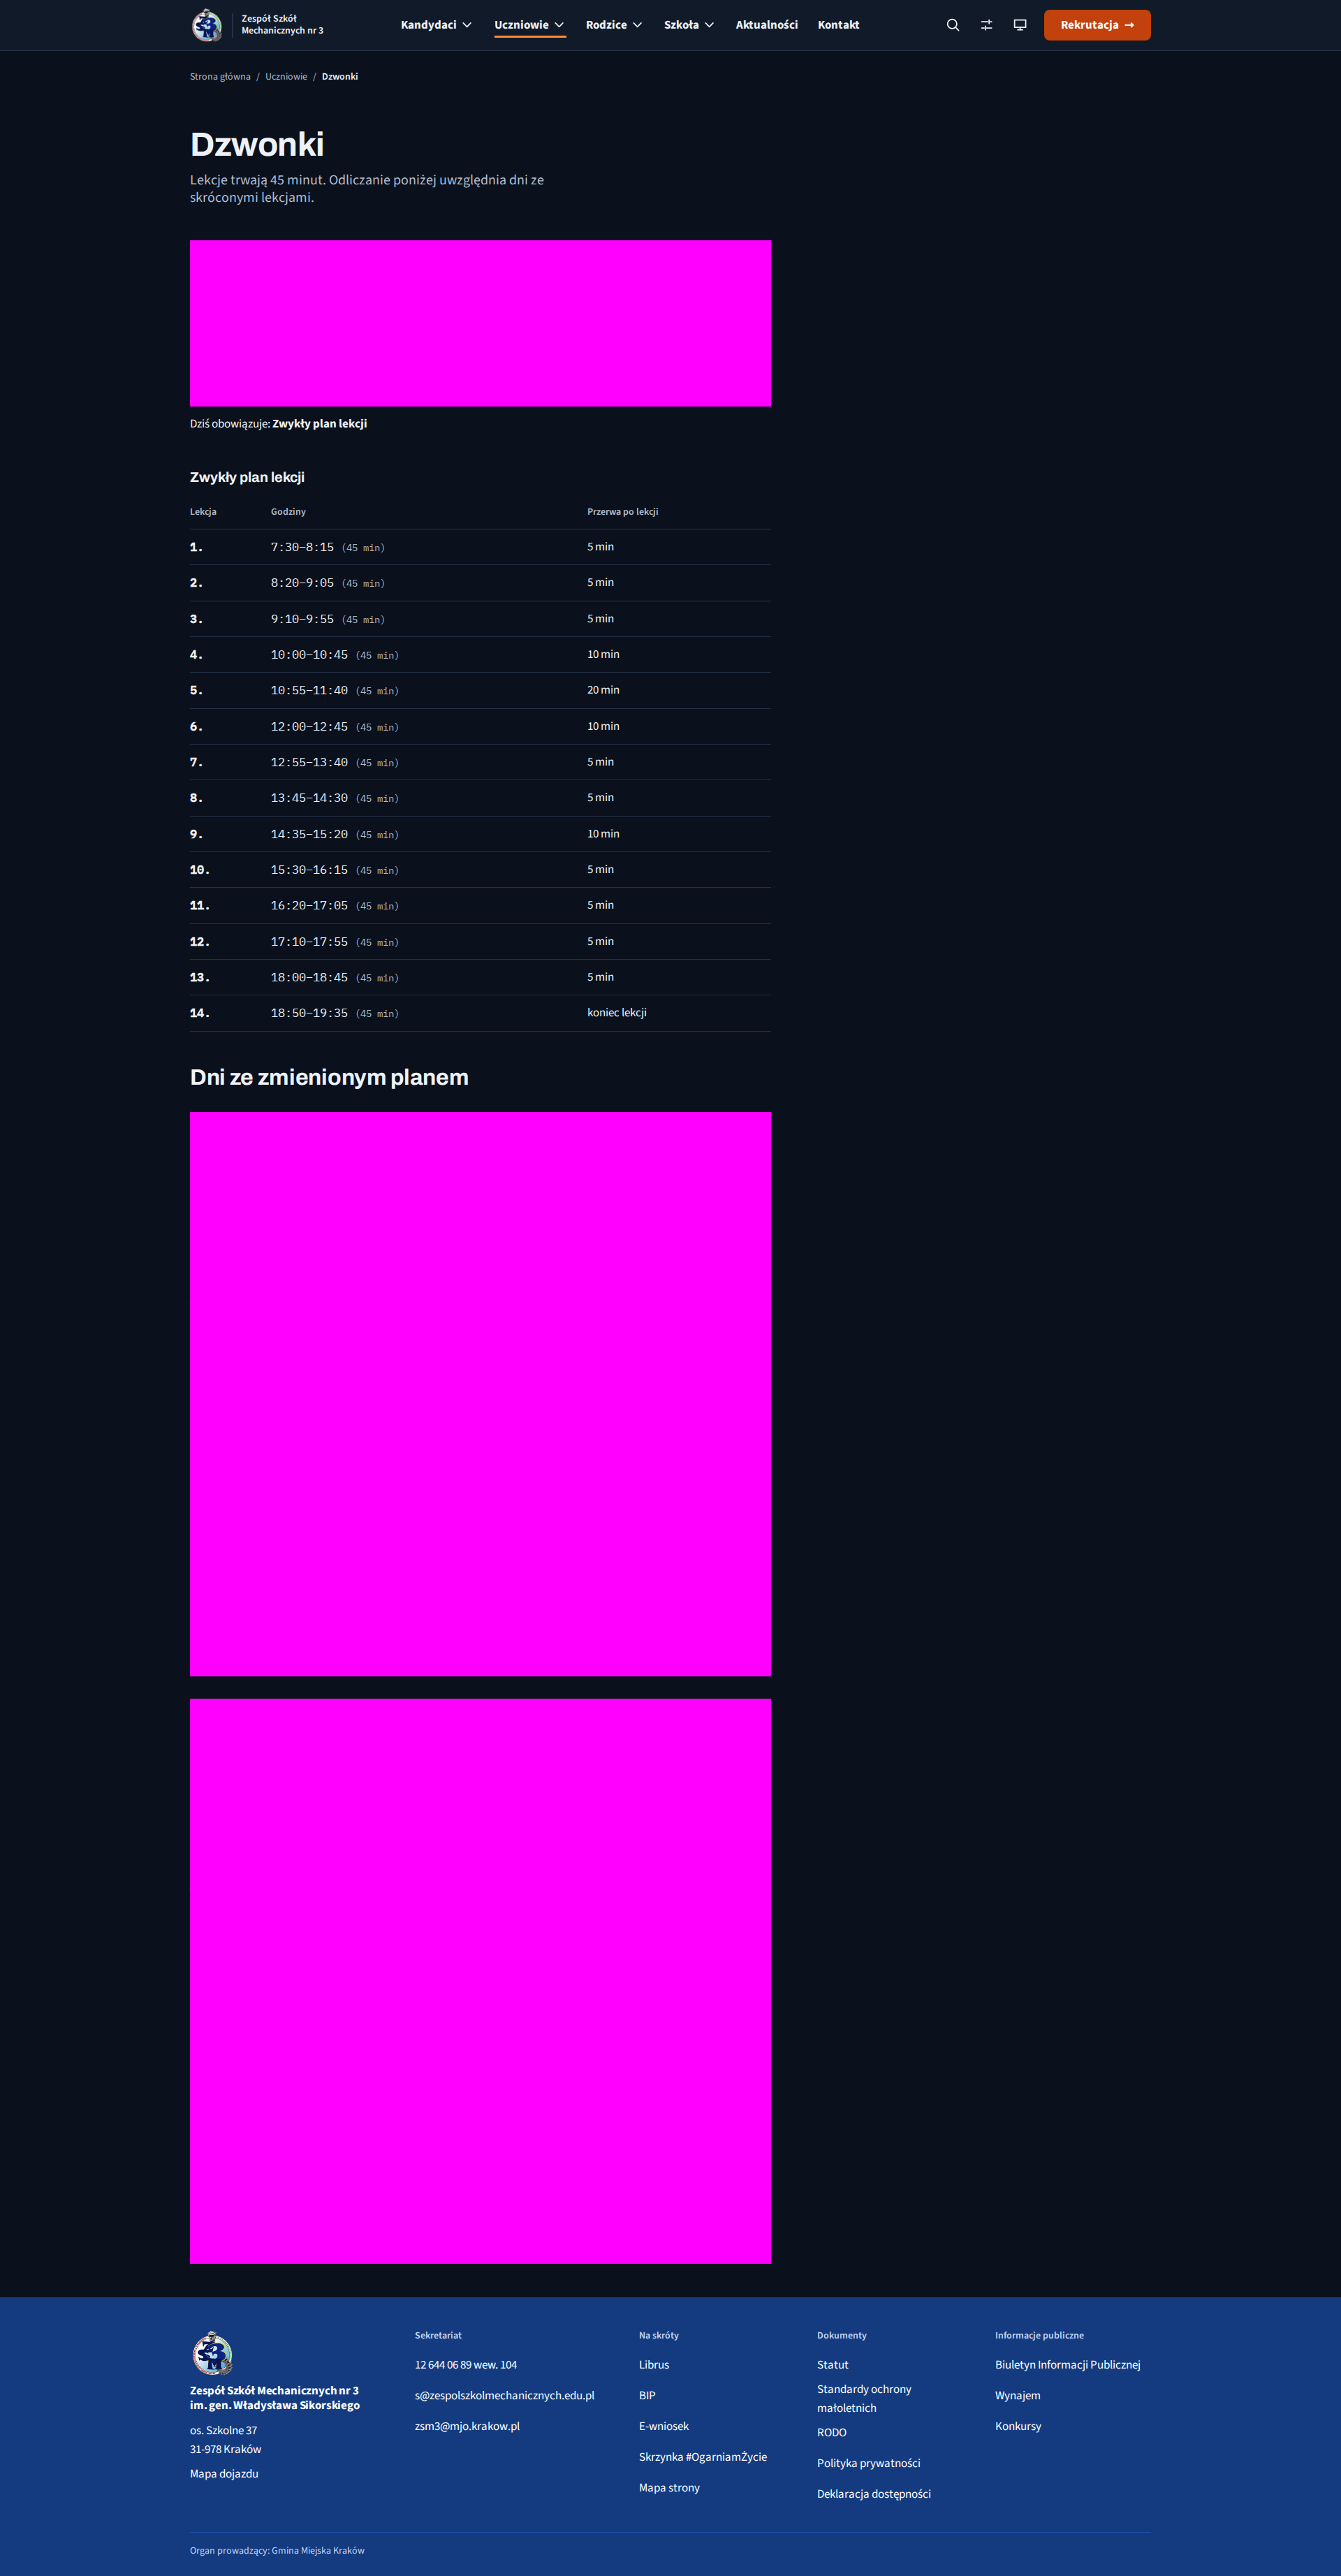 Zespół Szkół
Mechanicznych nr 3
Kandydaci
Uczniowie
Rodzice
Szkoła
Aktualności
Kontakt
Rekrutacja →
Strona główna / Uczniowie / Dzwonki
Dzwonki
Lekcje trwają 45 minut. Odliczanie poniżej uwzględnia dni ze
skróconymi lekcjami.
Dziś obowiązuje: Zwykły plan lekcji
Zwykły plan lekcji
Lekcja Godziny Przerwa po lekcji
1. 7:30–8:15 (45 min) 5 min
2. 8:20–9:05 (45 min) 5 min
3. 9:10–9:55 (45 min) 5 min
4. 10:00–10:45 (45 min) 10 min
5. 10:55–11:40 (45 min) 20 min
6. 12:00–12:45 (45 min) 10 min
7. 12:55–13:40 (45 min) 5 min
8. 13:45–14:30 (45 min) 5 min
9. 14:35–15:20 (45 min) 10 min
10. 15:30–16:15 (45 min) 5 min
11. 16:20–17:05 (45 min) 5 min
12. 17:10–17:55 (45 min) 5 min
13. 18:00–18:45 (45 min) 5 min
14. 18:50–19:35 (45 min) koniec lekcji
Dni ze zmienionym planem
Zespół Szkół Mechanicznych nr 3
im. gen. Władysława Sikorskiego
os. Szkolne 37
31-978 Kraków
Mapa dojazdu
Sekretariat
12 644 06 89 wew. 104
s@zespolszkolmechanicznych.edu.pl
zsm3@mjo.krakow.pl
Na skróty
Librus
BIP
E-wniosek
Skrzynka #OgarniamŻycie
Mapa strony
Dokumenty
Statut
Standardy ochrony
małoletnich
RODO
Polityka prywatności
Deklaracja dostępności
Informacje publiczne
Biuletyn Informacji Publicznej
Wynajem
Konkursy
Organ prowadzący: Gmina Miejska Kraków